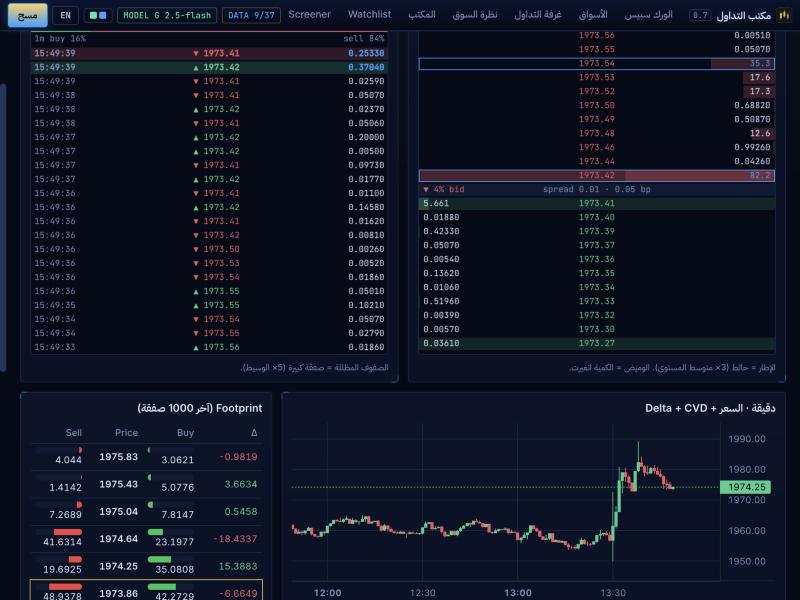 مكتب التداول 0.7 الورك سبيس الأسواق غرفة التداول نظرة السوق المكتب Watchlist Screener DATA 9/37 MODEL G 2.5-flash EN مسح
1m buy 16% sell 84%
15:49:39 ▼ 1973.41 0.25330
15:49:39 ▲ 1973.42 0.37040
15:49:39 ▼ 1973.41 0.02590
15:49:38 ▼ 1973.41 0.05070
15:49:38 ▲ 1973.42 0.02370
15:49:38 ▼ 1973.41 0.05060
15:49:37 ▲ 1973.42 0.20000
15:49:37 ▲ 1973.42 0.00500
15:49:37 ▼ 1973.41 0.09730
15:49:37 ▲ 1973.42 0.01770
15:49:36 ▼ 1973.41 0.01100
15:49:36 ▲ 1973.42 0.14580
15:49:36 ▼ 1973.41 0.01620
15:49:36 ▼ 1973.42 0.00810
15:49:36 ▼ 1973.50 0.00260
15:49:36 ▼ 1973.53 0.00520
15:49:36 ▼ 1973.54 0.01860
15:49:36 ▲ 1973.55 0.05010
15:49:35 ▲ 1973.55 0.10210
15:49:34 ▼ 1973.54 0.05070
15:49:34 ▼ 1973.55 0.02790
15:49:33 ▲ 1973.56 0.01860
الصفوف المظللة = صفقة كبيرة (5× الوسيط).
1973.56 0.00510
1973.55 0.05070
1973.54 35.3
1973.53 17.6
1973.52 17.3
1973.50 0.68820
1973.49 0.50870
1973.48 12.6
1973.46 0.99260
1973.44 0.04260
1973.42 82.2
▼ 4% bid spread 0.01 · 0.05 bp
5.661 1973.41
0.01880 1973.40
0.42330 1973.39
0.05070 1973.37
0.00540 1973.36
0.13620 1973.35
0.01060 1973.34
0.51960 1973.33
0.00390 1973.32
0.00570 1973.30
0.03610 1973.27
الإطار = حائط (3× متوسط المستوى). الوميض = الكمية اتغيرت.
Footprint (آخر 1000 صفقة)
Sell Price Buy Δ
4.044 1975.83 3.0621 -0.9819
1.4142 1975.43 5.0776 3.6634
7.2689 1975.04 7.8147 0.5458
41.6314 1974.64 23.1977 -18.4337
19.6925 1974.25 35.0808 15.3883
48.9378 1973.86 42.2729 -6.6649
دقيقة · السعر + Delta + CVD
1990.00
1980.00
1974.25
1970.00
1960.00
1950.00
12:00 12:30 13:00 13:30